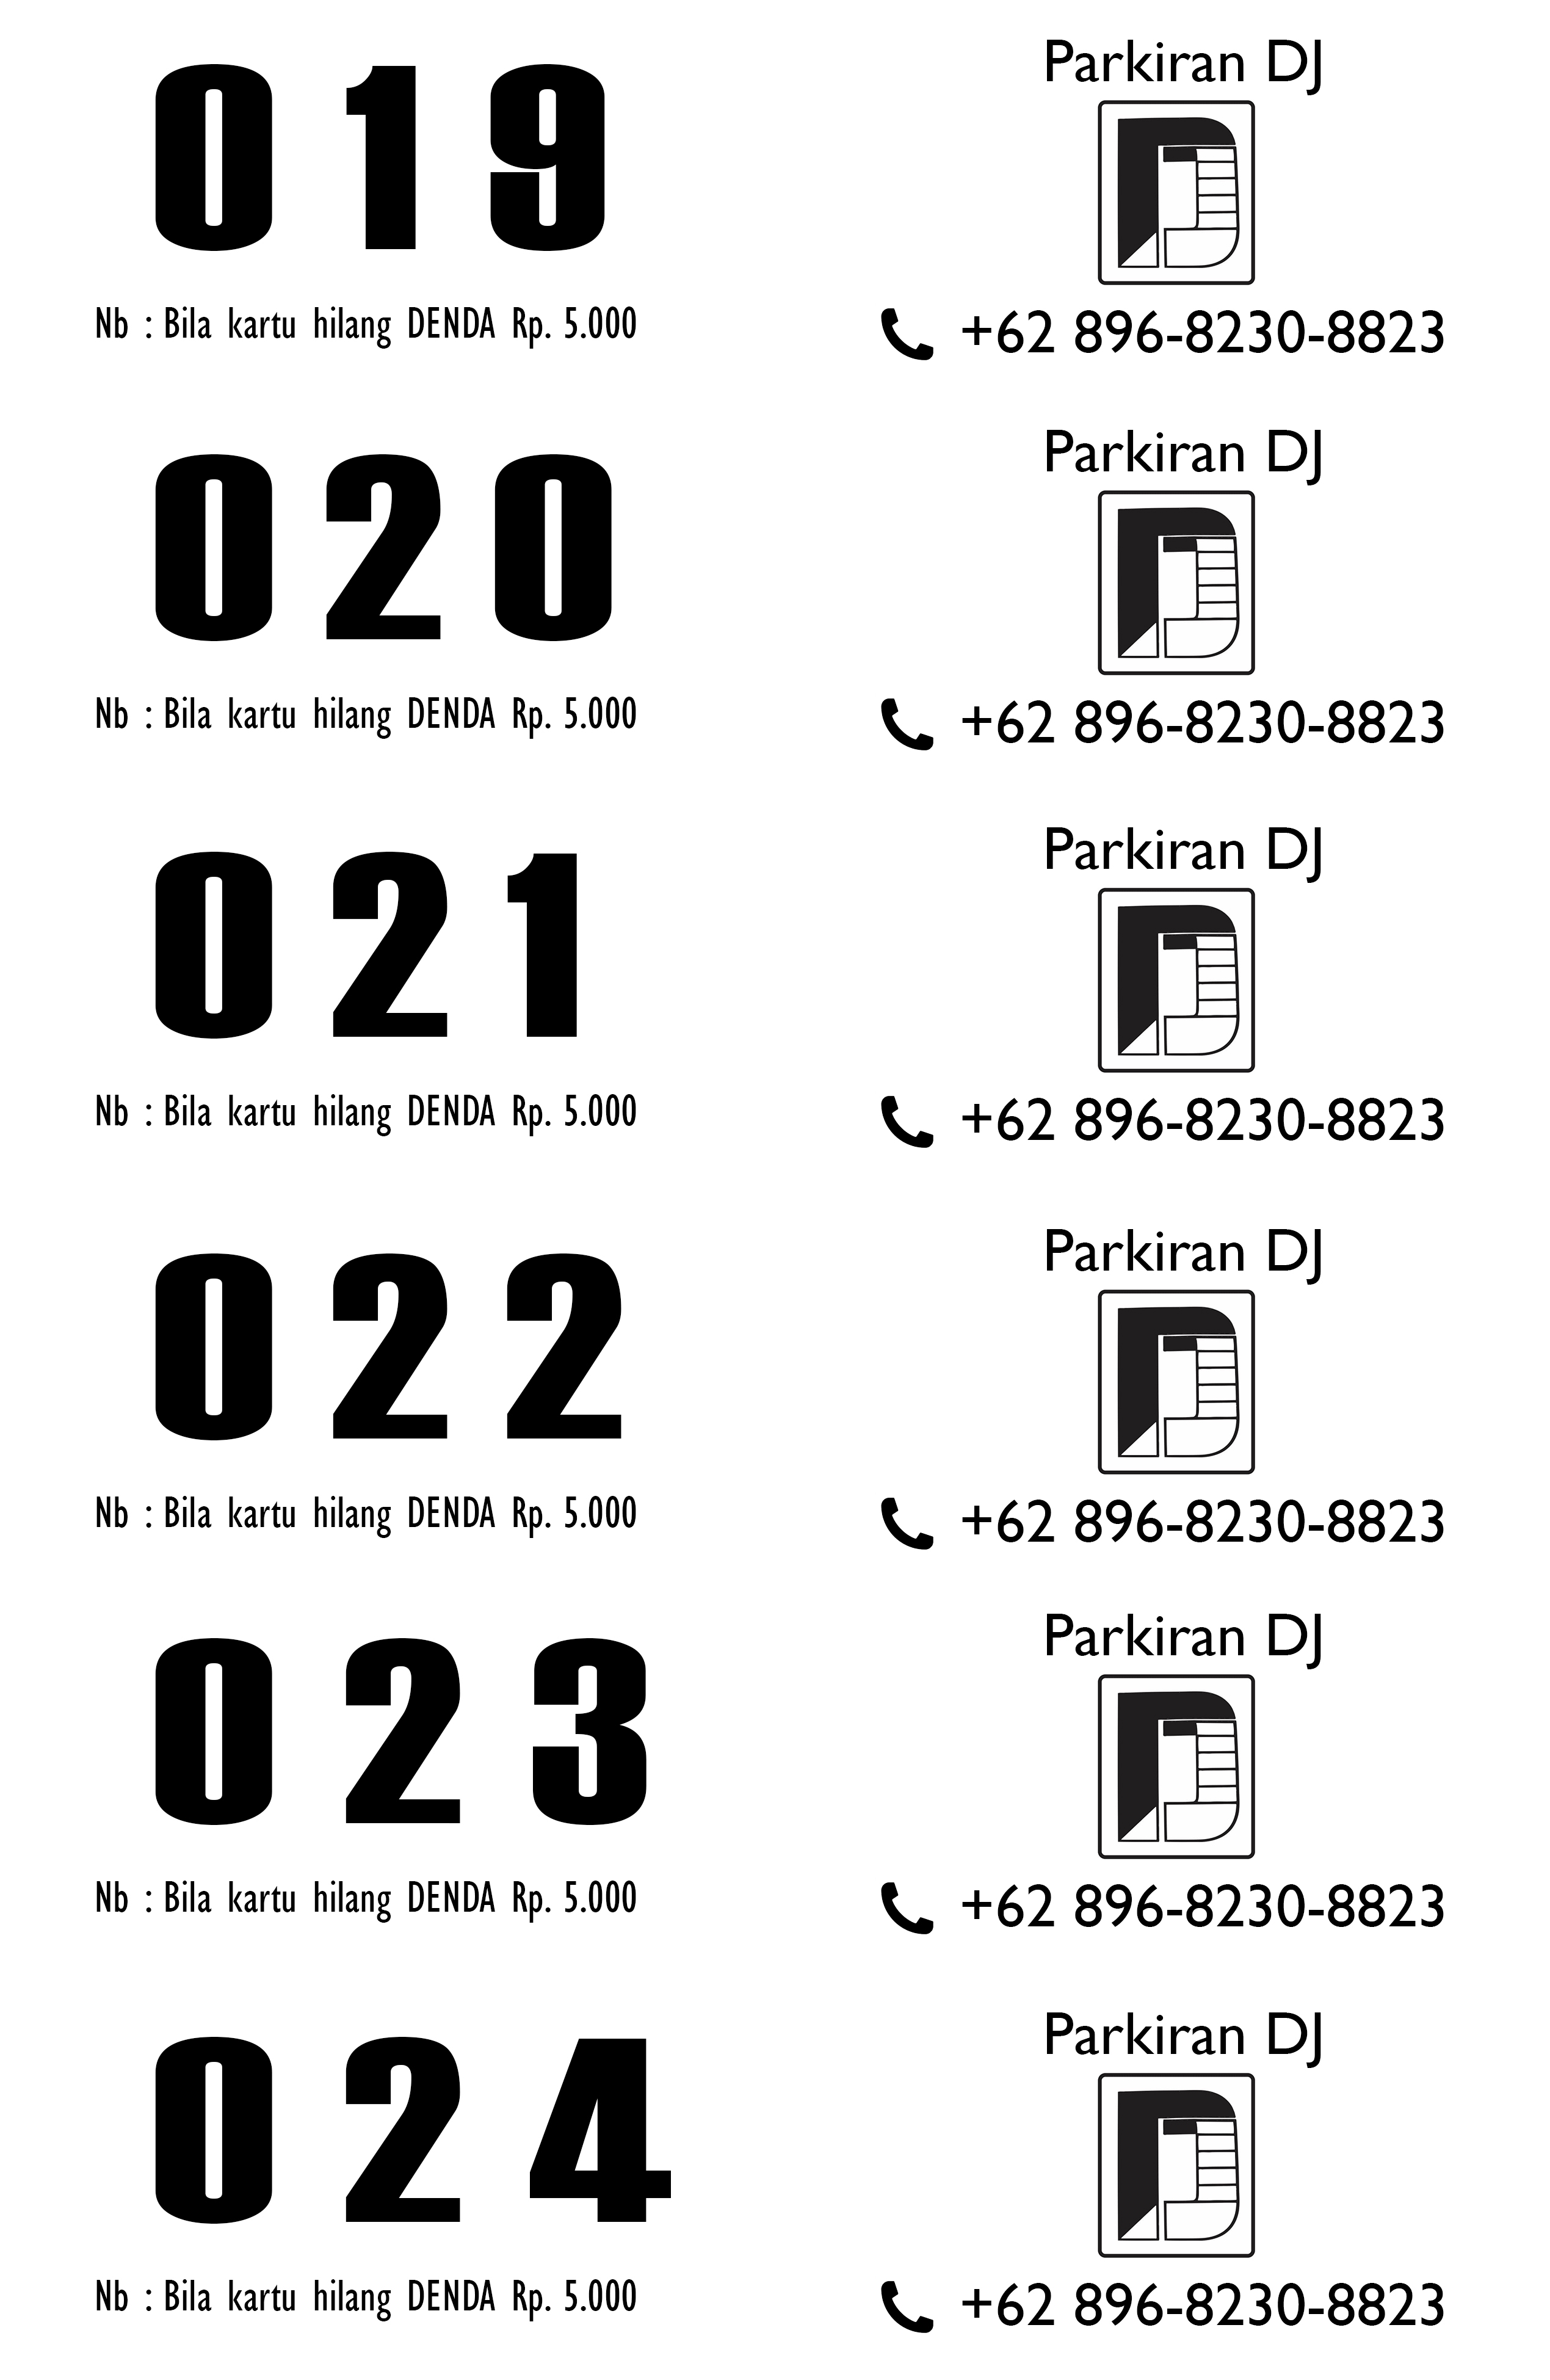 019
Nb : Bila kartu hilang DENDA Rp. 5.000
Parkiran DJ
+62 896-8230-8823
020
Nb : Bila kartu hilang DENDA Rp. 5.000
Parkiran DJ
+62 896-8230-8823
021
Nb : Bila kartu hilang DENDA Rp. 5.000
Parkiran DJ
+62 896-8230-8823
022
Nb : Bila kartu hilang DENDA Rp. 5.000
Parkiran DJ
+62 896-8230-8823
023
Nb : Bila kartu hilang DENDA Rp. 5.000
Parkiran DJ
+62 896-8230-8823
024
Nb : Bila kartu hilang DENDA Rp. 5.000
Parkiran DJ
+62 896-8230-8823